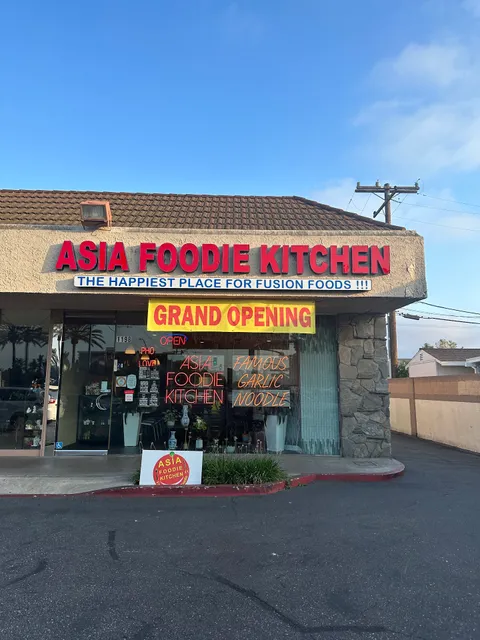 ASIA FOODIE KITCHEN
THE HAPPIEST PLACE FOR FUSION FOODS !!!
GRAND OPENING
OPEN
PHO
LOVE
ASIA
FOODIE
KITCHEN
FAMOUS
GARLIC
NOODLE
ASIA
FOODIE
KITCHEN